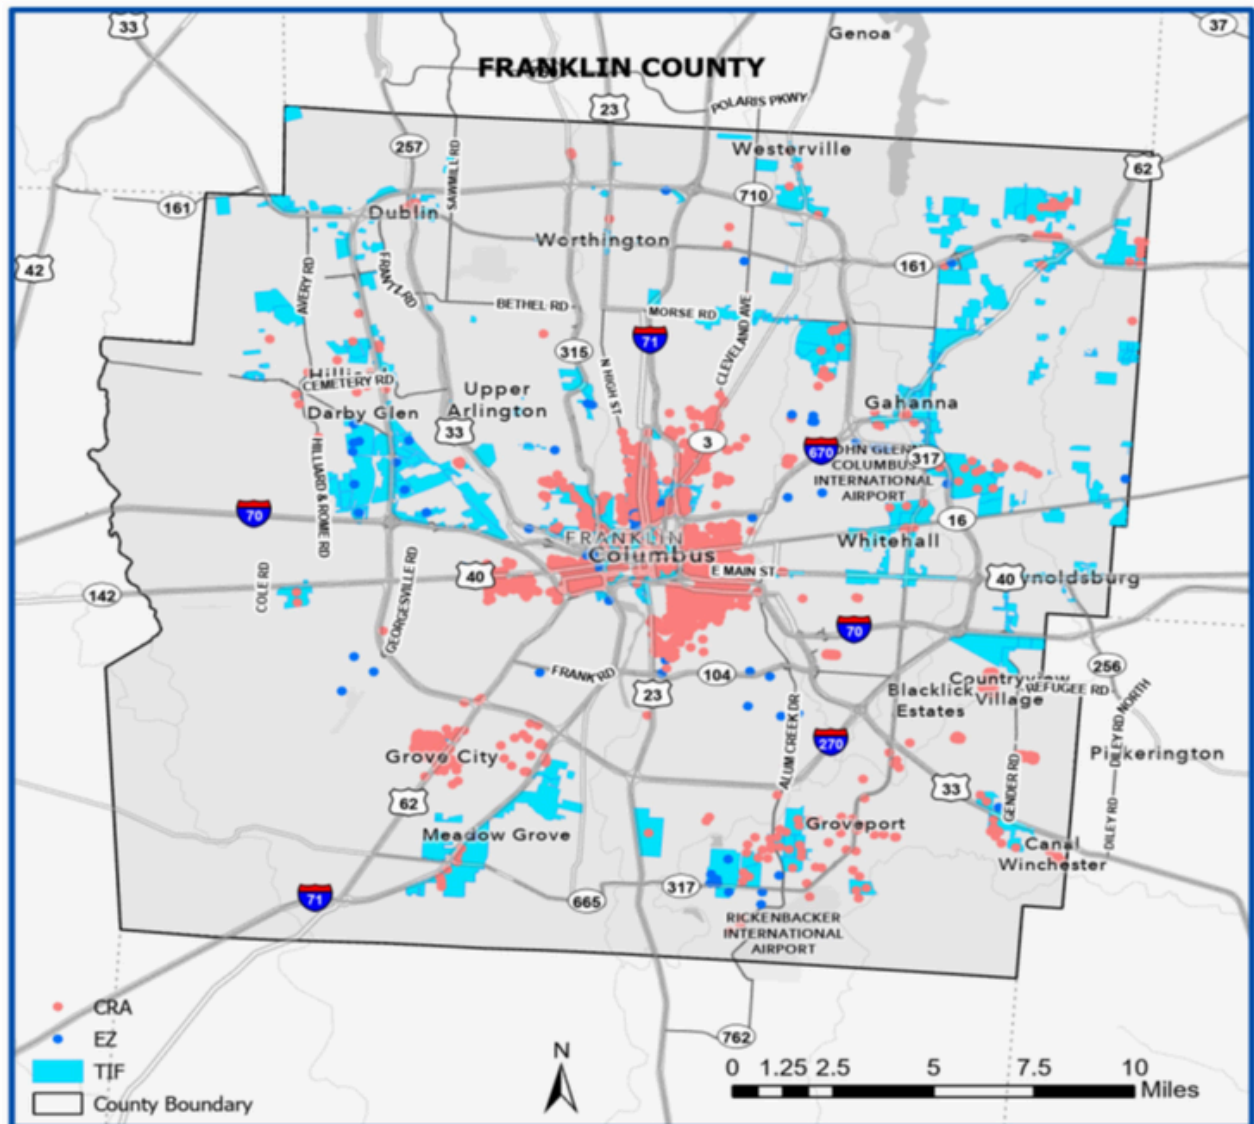 33
37
Genoa
FRANKLIN COUNTY
23
POLARIS PKWY
257
SAWMILL RD
Westerville
62
161
710
Dublin
Worthington
42
161
AVERY RD
BETHEL RD
MORSE RD
CLEVELAND AVE
71
315
N HIGH ST
CEMETERY RD
Upper
Arlington
Darby Glen
Gahanna
33
3
670
JOHN GLENN
COLUMBUS
INTERNATIONAL
AIRPORT
317
HILLIARD & ROME RD
70
16
FRANKLIN
Columbus
Whitehall
E MAIN ST
40
40
ynoldsburg
142
COLE RD
GEORGESVILLE RD
70
FRANK RD
104
23
256
Countryview
Village
REFUGEE RD
Blacklick
Estates
ALUM CREEK DR
270
DILEY RD NORTH
Grove City
Pickerington
62
33
GENDER RD
DILEY RD
Meadow Grove
Groveport
Canal
Winchester
71
665
317
RICKENBACKER
INTERNATIONAL
AIRPORT
762
CRA
EZ
TIF
County Boundary
N
0 1.25 2.5 5 7.5 10
Miles